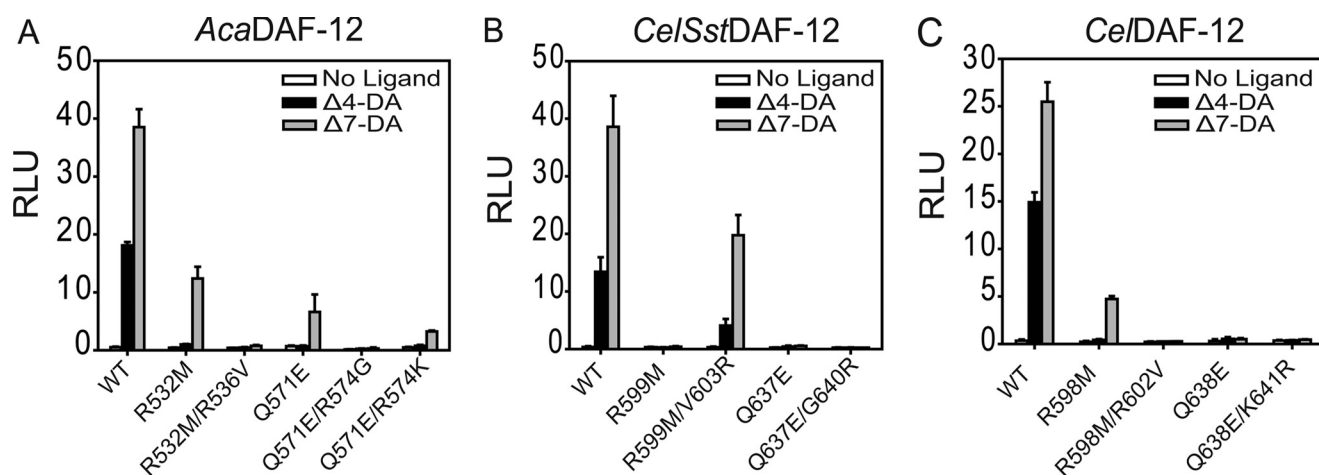 A
AcaDAF-12
50
40
30
20
10
0
RLU
No Ligand
Δ4-DA
Δ7-DA
WT
R532M
R532M/R536V
Q571E
Q571E/R574G
Q571E/R574K
B
CelSstDAF-12
50
40
30
20
10
0
RLU
No Ligand
Δ4-DA
Δ7-DA
WT
R599M
R599M/V603R
Q637E
Q637E/G640R
C
CelDAF-12
30
25
20
15
10
5
0
RLU
No Ligand
Δ4-DA
Δ7-DA
WT
R598M
R598M/R602V
Q638E
Q638E/K641R